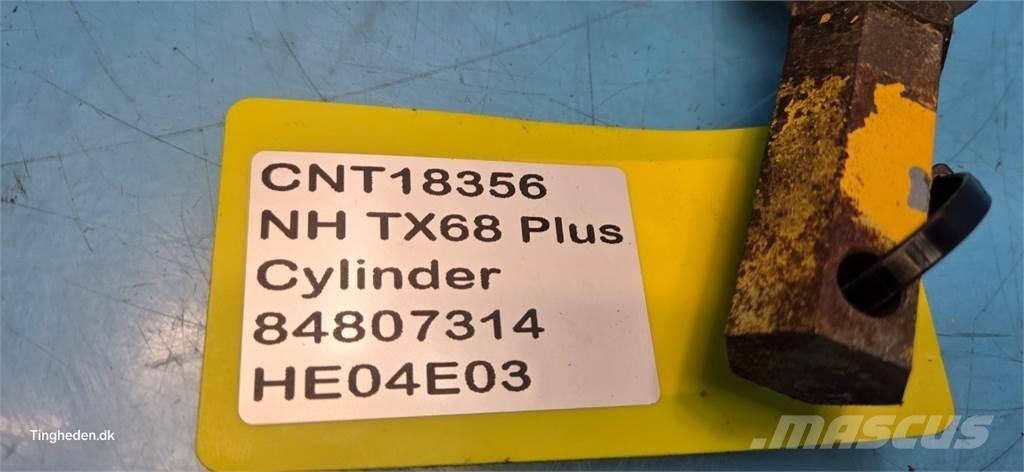 CNT18356
NH TX68 Plus
Cylinder
84807314
HE04E03
Tingheden.dk
MASCUS